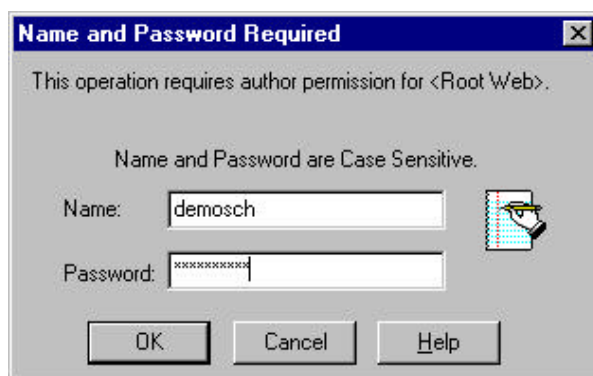 Name and Password Required
This operation requires author permission for <Root Web>.
Name and Password are Case Sensitive.
Name: demosch
Password: **********
OK Cancel Help